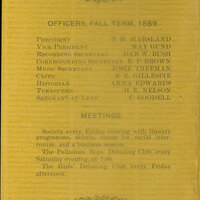 OFFICERS, FALL TERM, 1889.
PRESIDENT T. H. MARSLAND
VICE PRESIDENT MAY GUND
RECORDING SECRETARY DAN W. BUSH
CORRESPONDING SECRETARY E. P. BROWN
MUSIC SECRETARY JOSIE TREEMAN
CRITIC E. G. GILLESPIE
HISTORIAN ANNA EDWARDS
TREASURER H. E. NELSON
SERGEANT-AT-ARMS C. GOODELL
MEETINGS.
Society every Friday evening with literary
programme, debate, recess for social inter-
course, and a business session.
The Palladian Boys' Debating Club every
Saturday evening, at 7:00.
The Girls' Debating Club every Friday
afternoon.